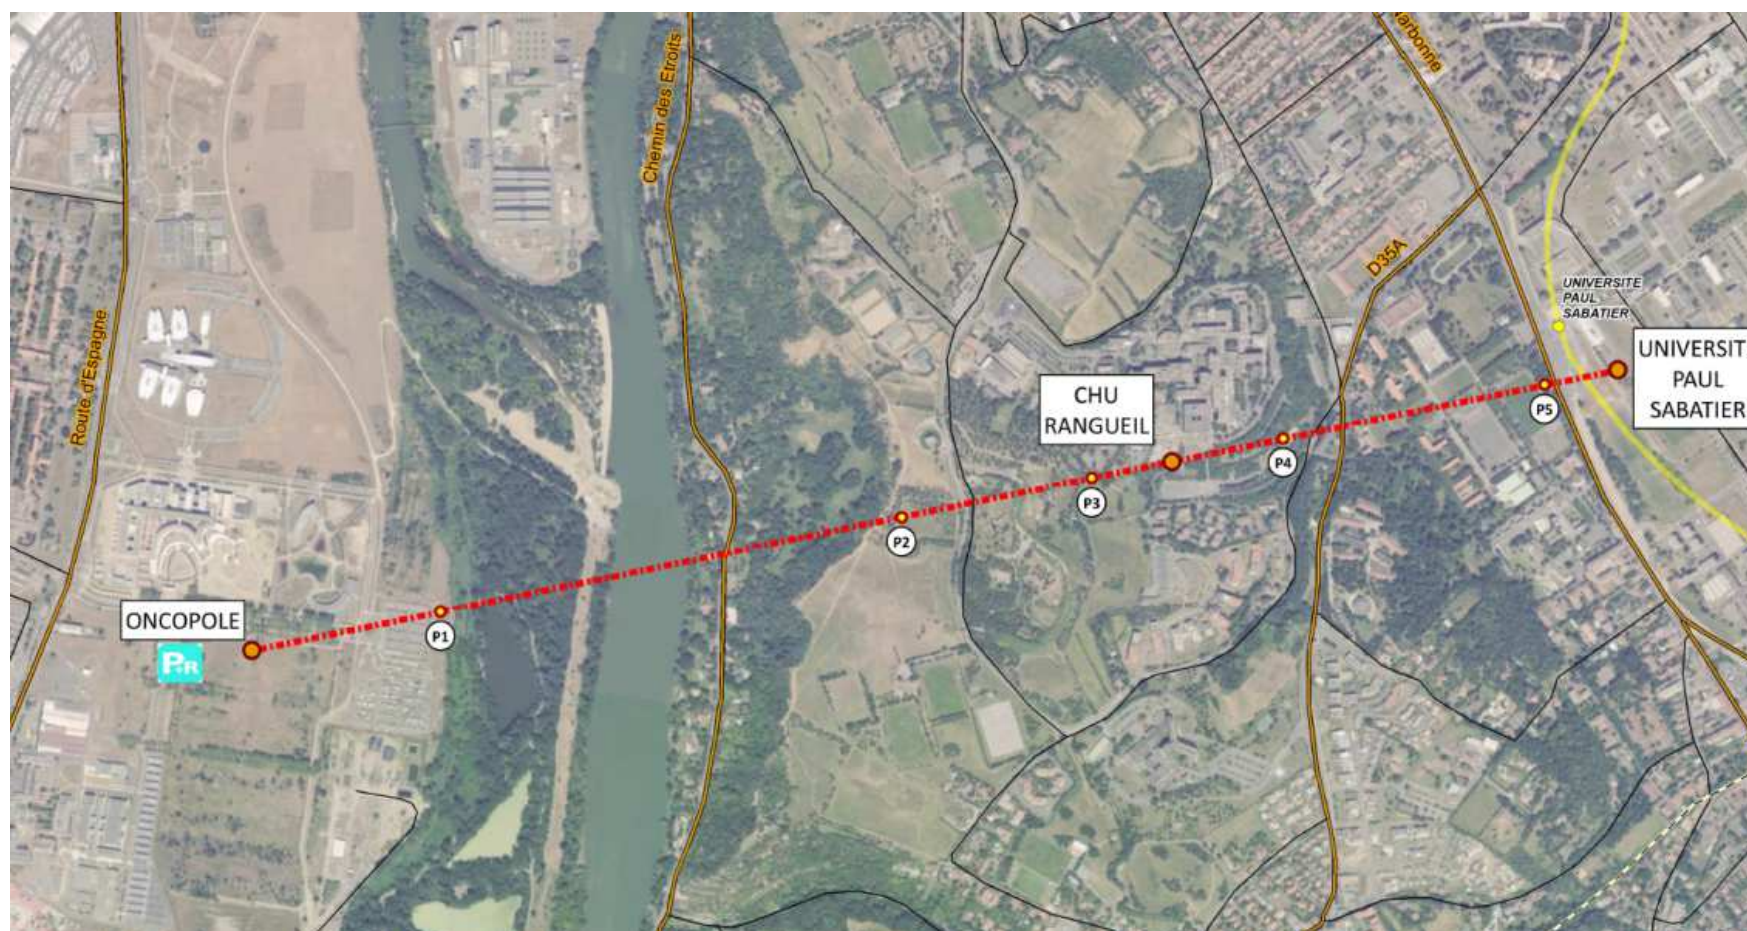 Narbonne
Chemin des Etroits
D35A
UNIVERSITE
PAUL
SABATIER
Route d'Espagne
UNIVERSIT
PAUL
SABATIER
CHU
RANGUEIL
P5
P4
P3
P2
ONCOPOLE
P1
P+R